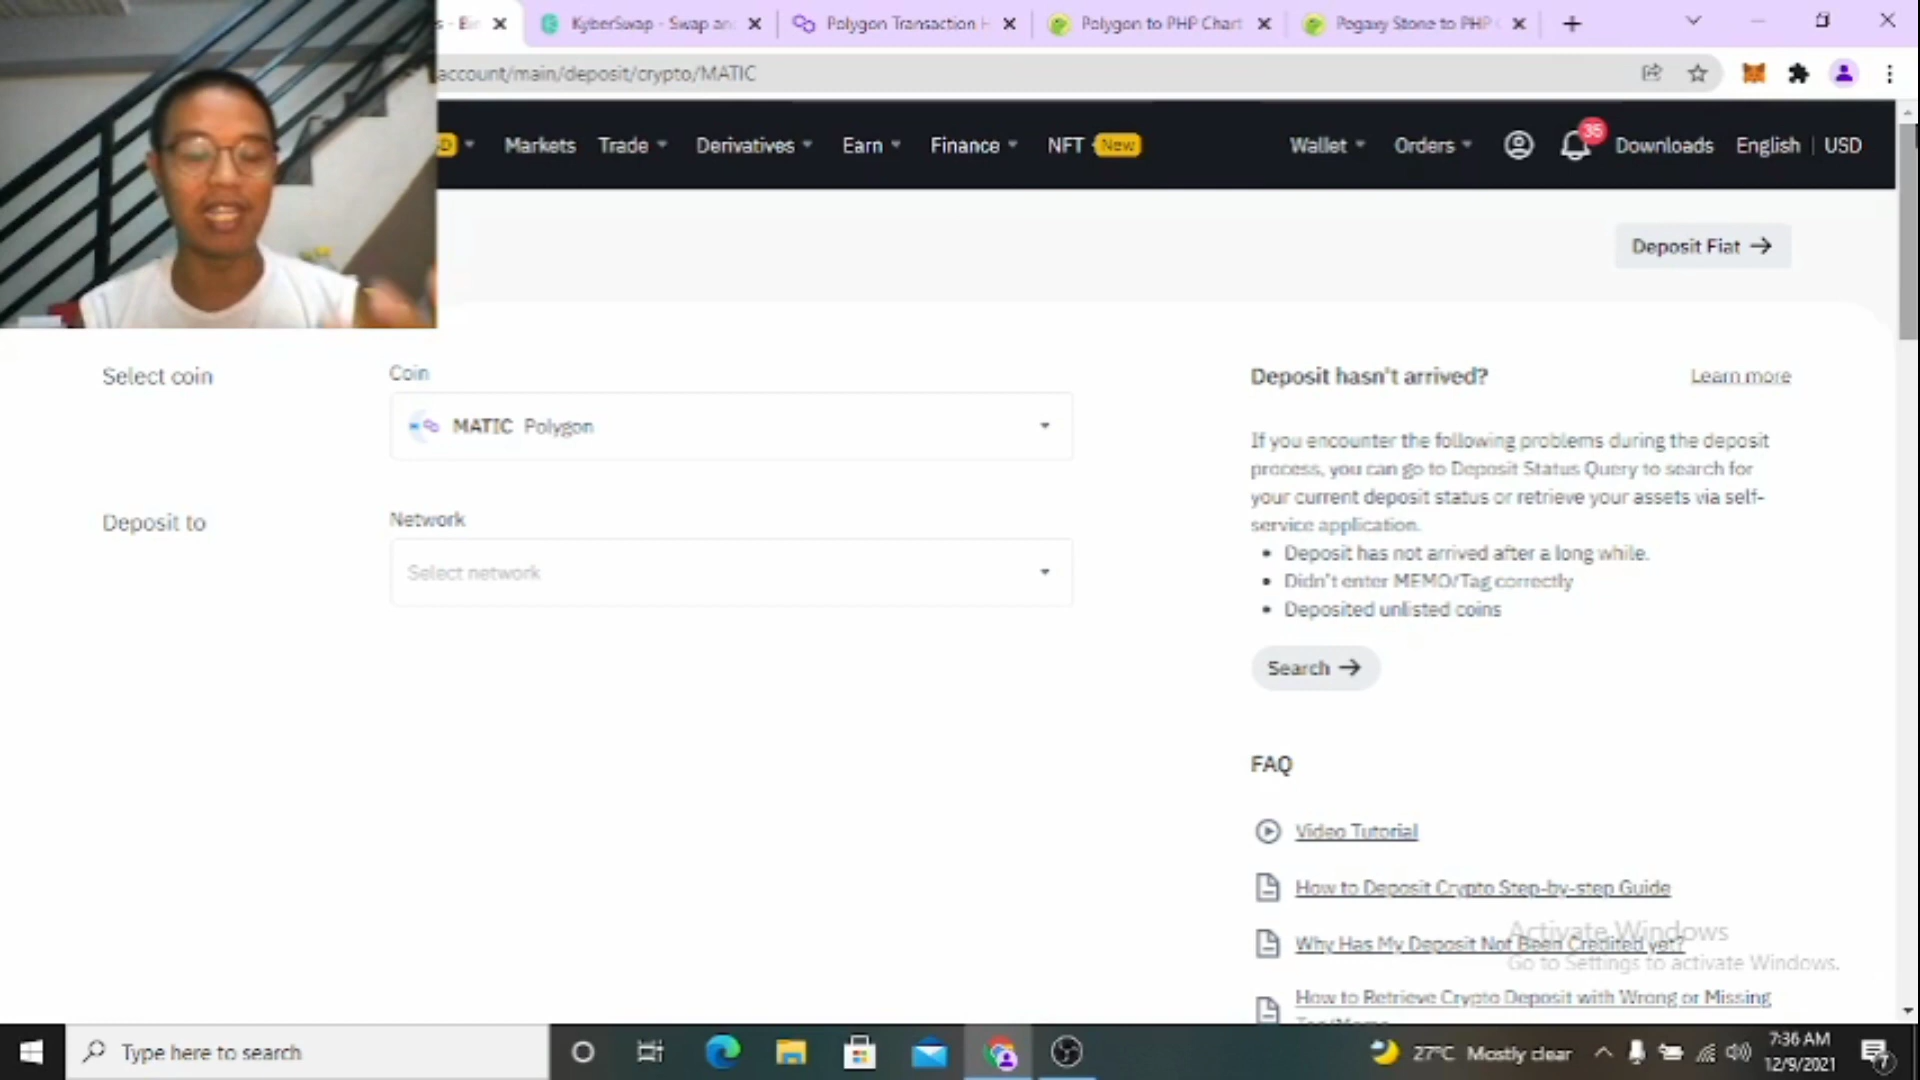 s - Bin
KyberSwap - Swap an
Polygon Transaction H
Polygon to PHP Chart
Pegaxy Stone to PHP
account/main/deposit/crypto/MATIC
Markets
Trade
Derivatives
Earn
Finance
NFT
New
Wallet
Orders
35
Downloads
English
USD
Deposit Fiat
Select coin
Coin
MATIC Polygon
Deposit to
Network
Select network
Deposit hasn't arrived?
Learn more
If you encounter the following problems during the deposit
process, you can go to Deposit Status Query to search for
your current deposit status or retrieve your assets via self-
service application.
• Deposit has not arrived after a long while.
• Didn't enter MEMO/Tag correctly
• Deposited unlisted coins
Search
FAQ
Video Tutorial
How to Deposit Crypto Step-by-step Guide
Why Has My Deposit Not Been Credited yet?
How to Retrieve Crypto Deposit with Wrong or Missing
Tag/Memo
Activate Windows
Go to Settings to activate Windows.
Type here to search
27°C Mostly clear
7:36 AM
12/9/2021
7